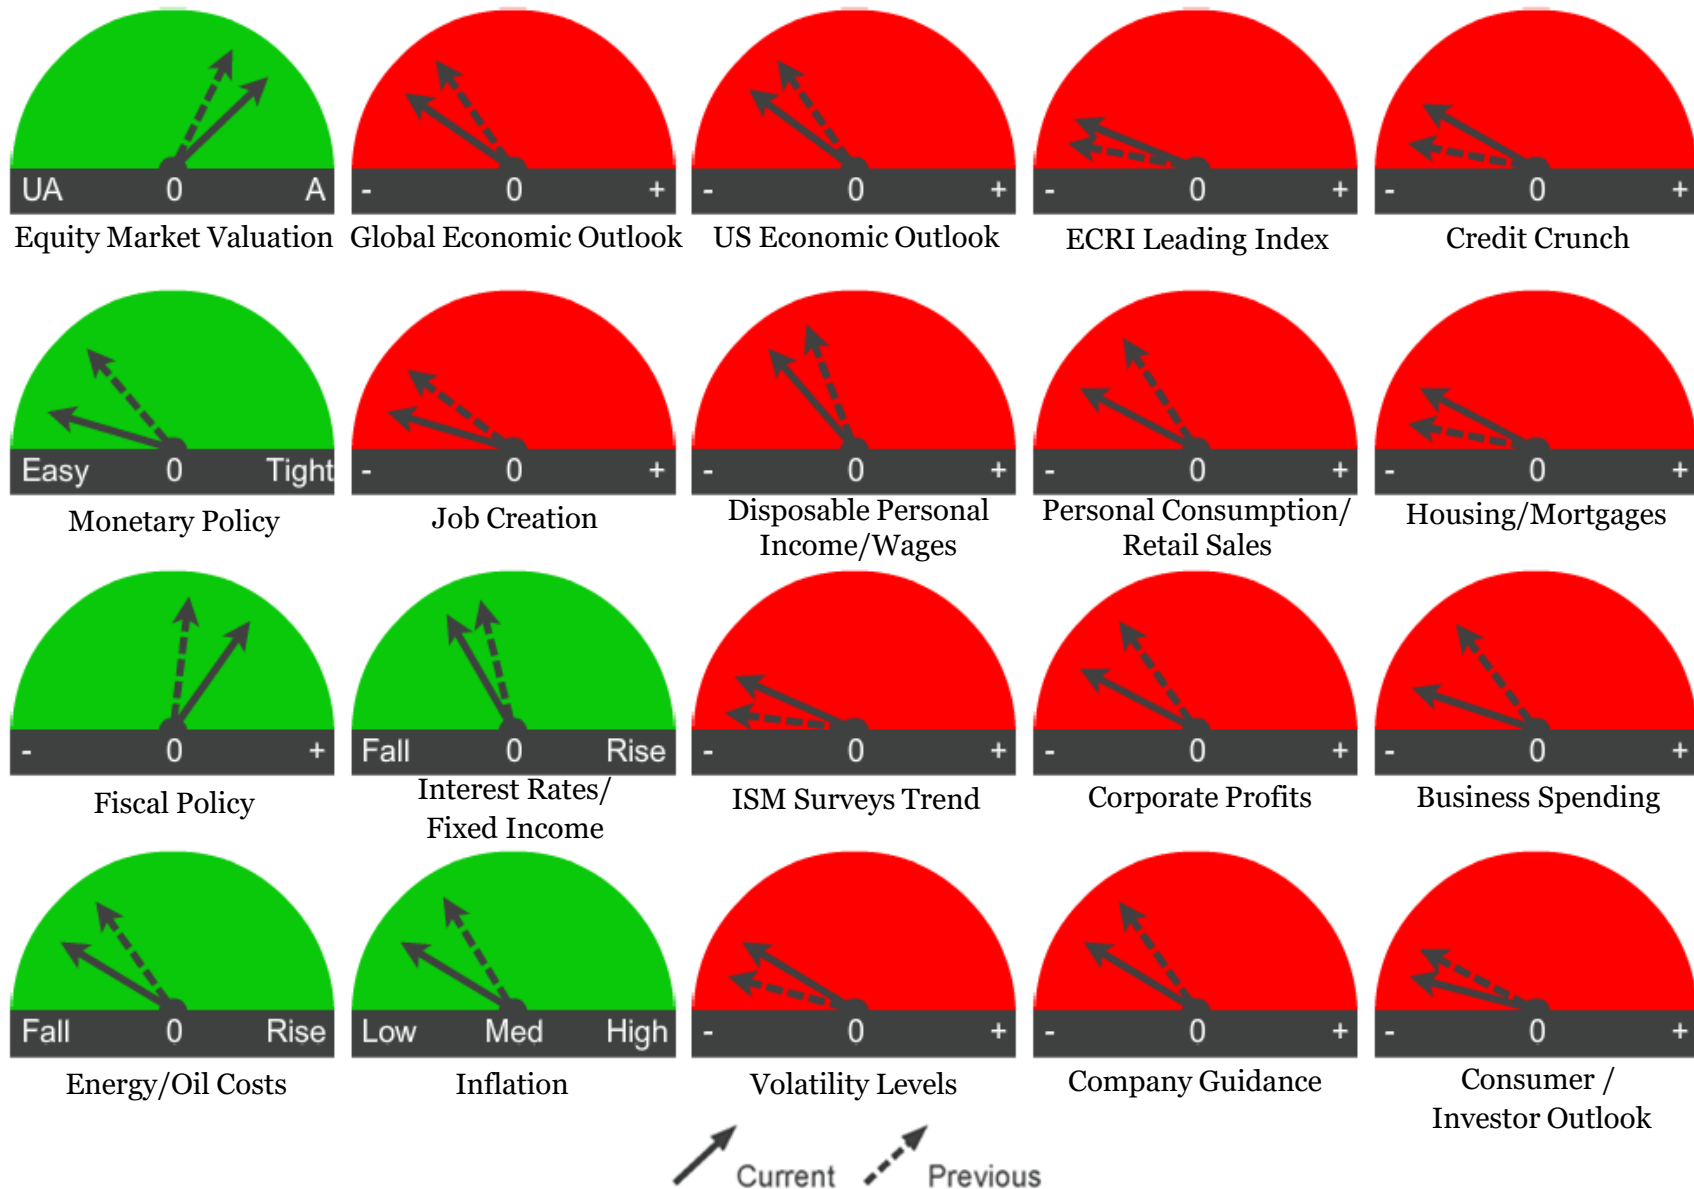 UA 0 A
- 0 +
- 0 +
- 0 +
- 0 +
Equity Market Valuation
Global Economic Outlook
US Economic Outlook
ECRI Leading Index
Credit Crunch
Easy 0 Tight
- 0 +
- 0 +
- 0 +
- 0 +
Monetary Policy
Job Creation
Disposable Personal
Income/Wages
Personal Consumption/
Retail Sales
Housing/Mortgages
- 0 +
Fall 0 Rise
- 0 +
- 0 +
- 0 +
Fiscal Policy
Interest Rates/
Fixed Income
ISM Surveys Trend
Corporate Profits
Business Spending
Fall 0 Rise
Low Med High
- 0 +
- 0 +
- 0 +
Energy/Oil Costs
Inflation
Volatility Levels
Company Guidance
Consumer /
Investor Outlook
Current
Previous